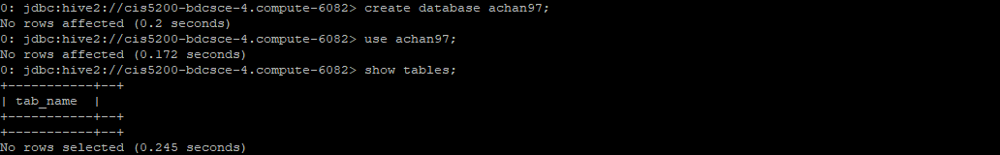 0: jdbc:hive2://cis5200-bdcsce-4.compute-6082> create database achan97;
No rows affected (0.2 seconds)
0: jdbc:hive2://cis5200-bdcsce-4.compute-6082> use achan97;
No rows affected (0.172 seconds)
0: jdbc:hive2://cis5200-bdcsce-4.compute-6082> show tables;
+-----------+--+
| tab_name  |
+-----------+--+
+-----------+--+
No rows selected (0.245 seconds)